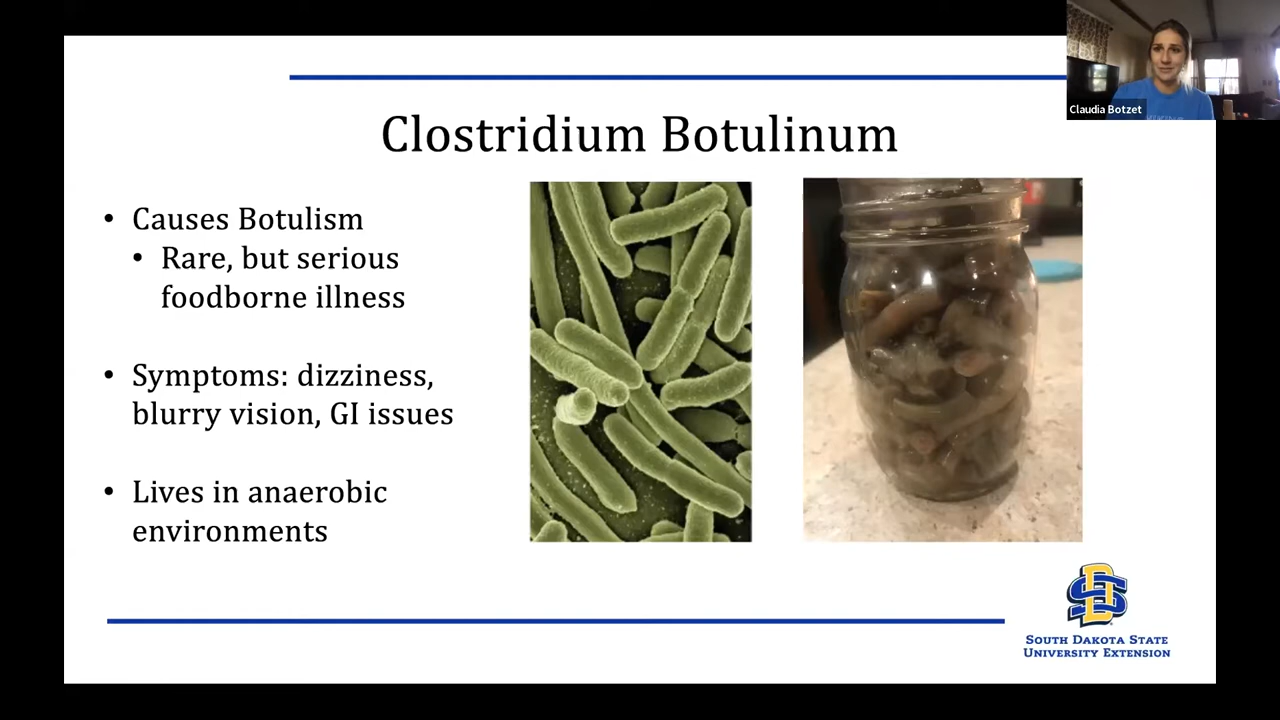 Claudia Botzet
Clostridium Botulinum
• Causes Botulism
• Rare, but serious
foodborne illness
• Symptoms: dizziness,
blurry vision, GI issues
• Lives in anaerobic
environments
SOUTH DAKOTA STATE
UNIVERSITY EXTENSION